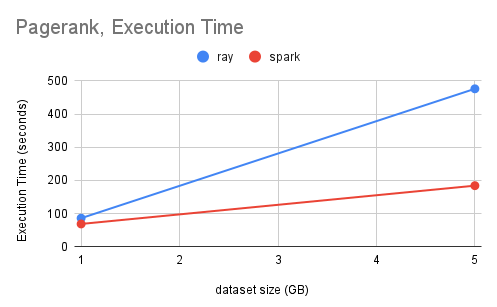 Pagerank, Execution Time
ray spark
Execution Time (seconds)
500
400
300
200
100
0
1 2 3 4 5
dataset size (GB)